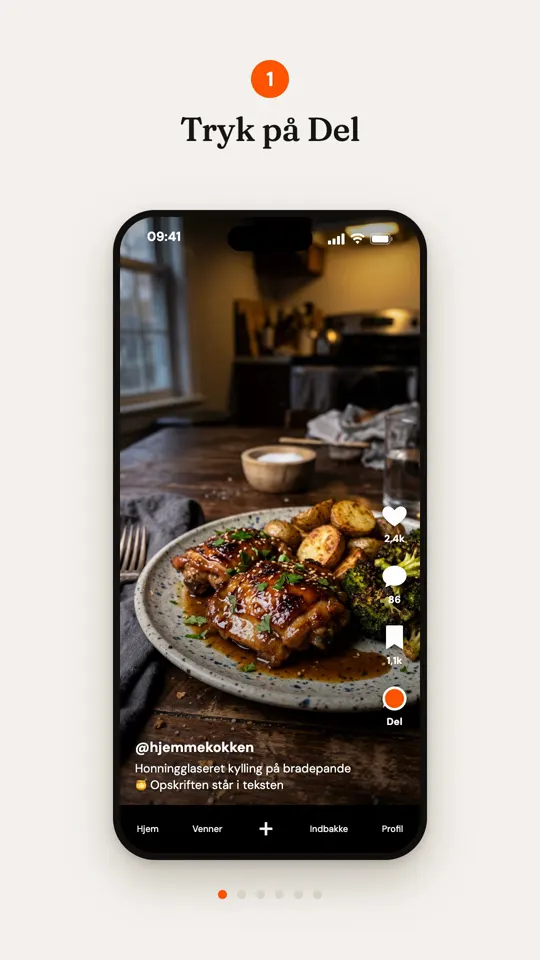 1
Tryk på Del
09:41
2,4k
86
1,1k
Del
@hjemmekokken
Honningglaseret kylling på bradepande
🍯 Opskriften står i teksten
Hjem Venner + Indbakke Profil